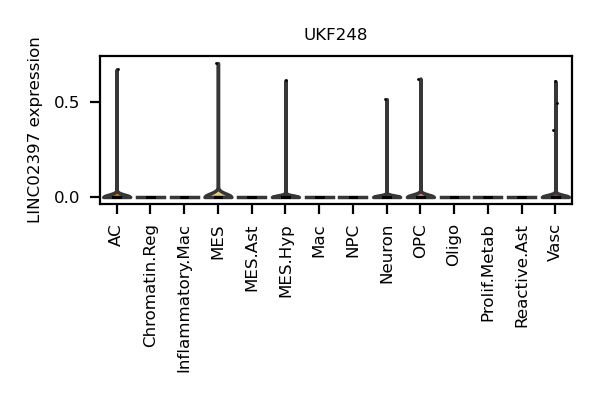 UKF248
LINC02397 expression
0.5
0.0
AC
Chromatin.Reg
Inflammatory.Mac
MES
MES.Ast
MES.Hyp
Mac
NPC
Neuron
OPC
Oligo
Prolif.Metab
Reactive.Ast
Vasc